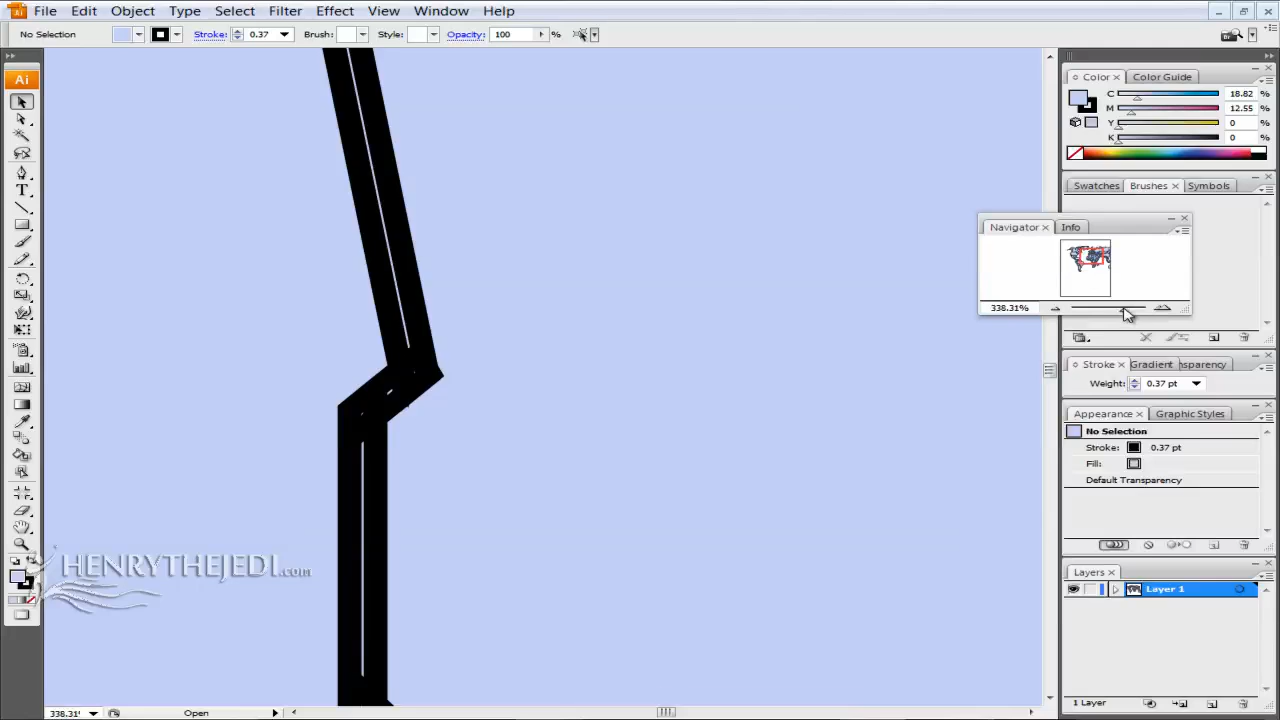 File Edit Object Type Select Filter Effect View Window Help
No Selection Stroke: 0.37 Brush: Style: Opacity: 100 %
Ai
Color Color Guide
C 18.82 %
M 12.55 %
Y 0 %
K 0 %
Swatches Brushes Symbols
Navigator Info
338.31%
Stroke Gradient nsparency
Weight: 0.37 pt
Appearance Graphic Styles
No Selection
Stroke: 0.37 pt
Fill:
Default Transparency
HENRYTHEJEDI.com
Layers
Layer 1
1 Layer
338.31% Open